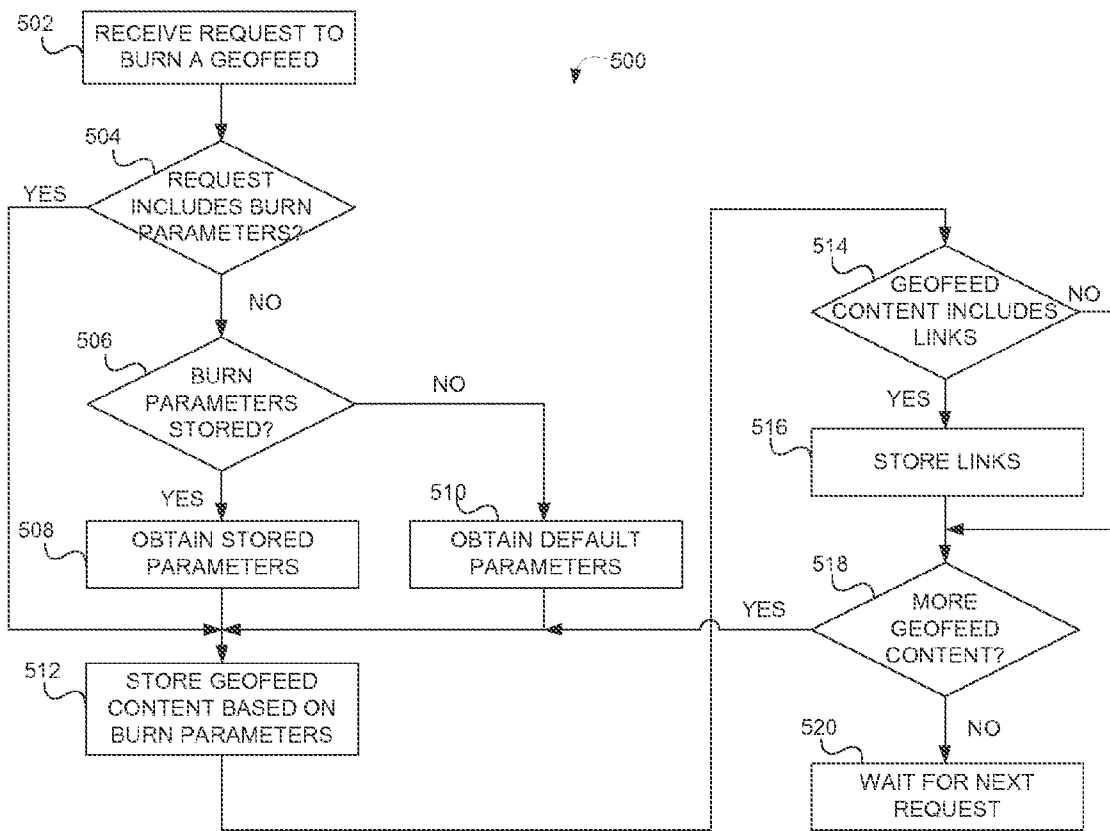 502
RECEIVE REQUEST TO
BURN A GEOFEED
500
504
YES
REQUEST
INCLUDES BURN
PARAMETERS?
NO
506
BURN
PARAMETERS
STORED?
NO
YES
508
OBTAIN STORED
PARAMETERS
510
OBTAIN DEFAULT
PARAMETERS
512
STORE GEOFEED
CONTENT BASED ON
BURN PARAMETERS
514
GEOFEED
CONTENT INCLUDES
LINKS
NO
YES
516
STORE LINKS
518
YES
MORE
GEOFEED
CONTENT?
NO
520
WAIT FOR NEXT
REQUEST